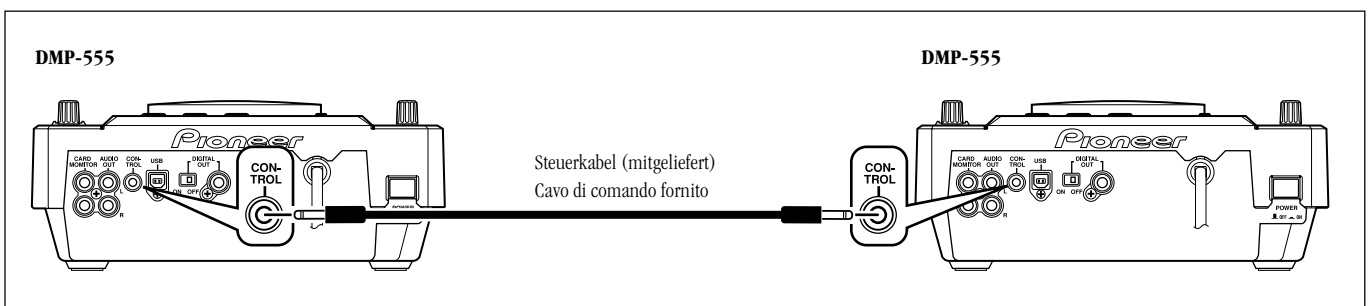 DMP-555
DMP-555
Pioneer
CARD MONITOR
AUDIO OUT
CON-TROL
USB
DIGITAL OUT
L
R
ON OFF
CON-
TROL
Steuerkabel (mitgeliefert)
Cavo di comando fornito
CON-
TROL
Pioneer
CARD MONITOR
AUDIO OUT
CON-TROL
USB
DIGITAL OUT
L
R
ON OFF
POWER
OFF ON